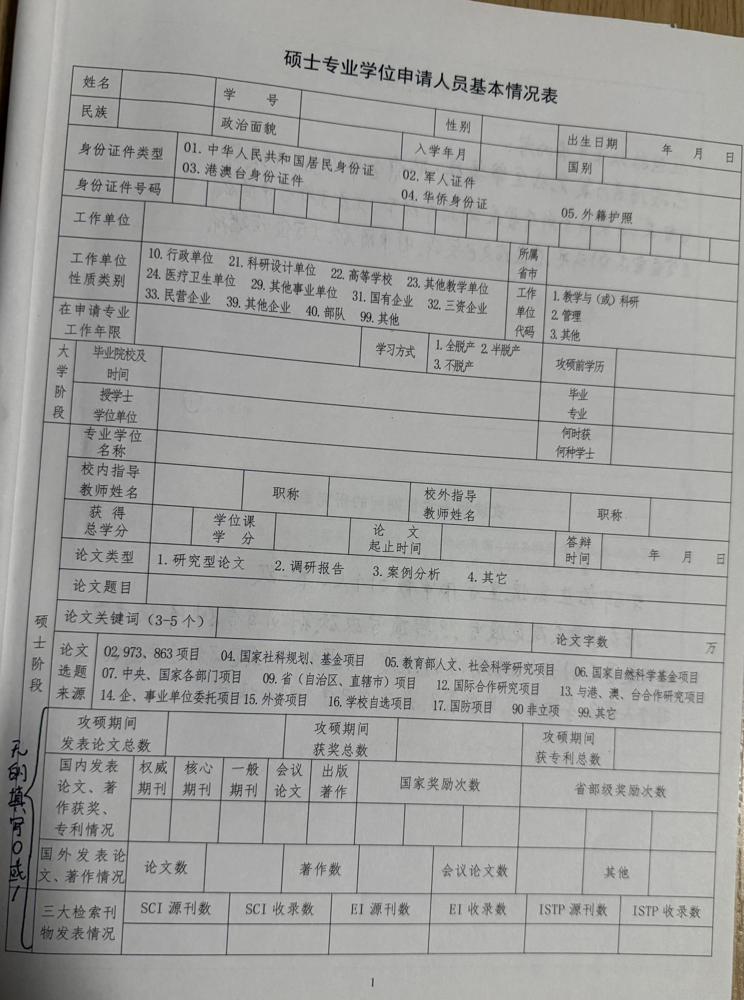 硕士专业学位申请人员基本情况表
姓名 学 号 性别 出生日期 年 月 日
民族 政治面貌 入学年月 国别
身份证件类型 01.中华人民共和国居民身份证 02.军人证件
03.港澳台身份证件 04.华侨身份证 05.外籍护照
身份证件号码
工作单位 所属
省市
工作单位
性质类别
10.行政单位 21.科研设计单位 22.高等学校 23.其他教学单位
24.医疗卫生单位 29.其他事业单位 31.国有企业 32.三资企业
33.民营企业 39.其他企业 40.部队 99.其他
工作
单位
代码
1.教学与（或）科研
2.管理
3.其他
在申请专业
工作年限
学习方式
1.全脱产 2.半脱产
3.不脱产
攻硕前学历
大学阶段
毕业院校及
时间
毕业
专业
授学士
学位单位
何时获
何种学士
硕士阶段
专业学位
名称
校内指导
教师姓名
职称
校外指导
教师姓名
职称
获 得
总学分
学位课
学 分
论 文
起止时间
答辩
时间
年 月 日
论文类型 1.研究型论文 2.调研报告 3.案例分析 4.其它
论文题目
论文关键词（3-5个） 论文字数 万
论文
选题
来源
02.973、863项目 04.国家社科规划、基金项目 05.教育部人文、社会科学研究项目 06.国家自然科学基金项目
07.中央、国家各部门项目 09.省（自治区、直辖市）项目 12.国际合作研究项目 13.与港、澳、台合作研究项目
14.企、事业单位委托项目 15.外资项目 16.学校自选项目 17.国防项目 90非立项 99.其它
攻硕期间
发表论文总数
攻硕期间
获奖总数
攻硕期间
获专利总数
国内发表
论文、著
作获奖、
专利情况
权威
期刊
核心
期刊
一般
期刊
会议
论文
出版
著作
国家奖励次数
省部级奖励次数
国外发表论
文、著作情况
论文数 著作数 会议论文数 其他
三大检索刊
物发表情况
SCI源刊数 SCI收录数 EI源刊数 EI收录数 ISTP源刊数 ISTP收录数
无的填写0或/
1